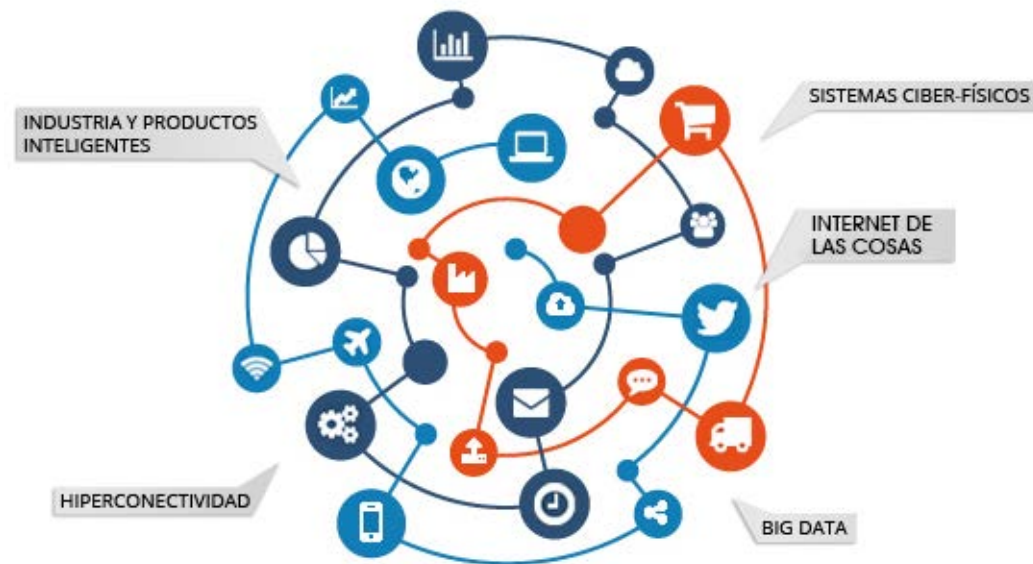 INDUSTRIA Y PRODUCTOS
INTELIGENTES
SISTEMAS CIBER-FÍSICOS
INTERNET DE
LAS COSAS
HIPERCONECTIVIDAD
BIG DATA